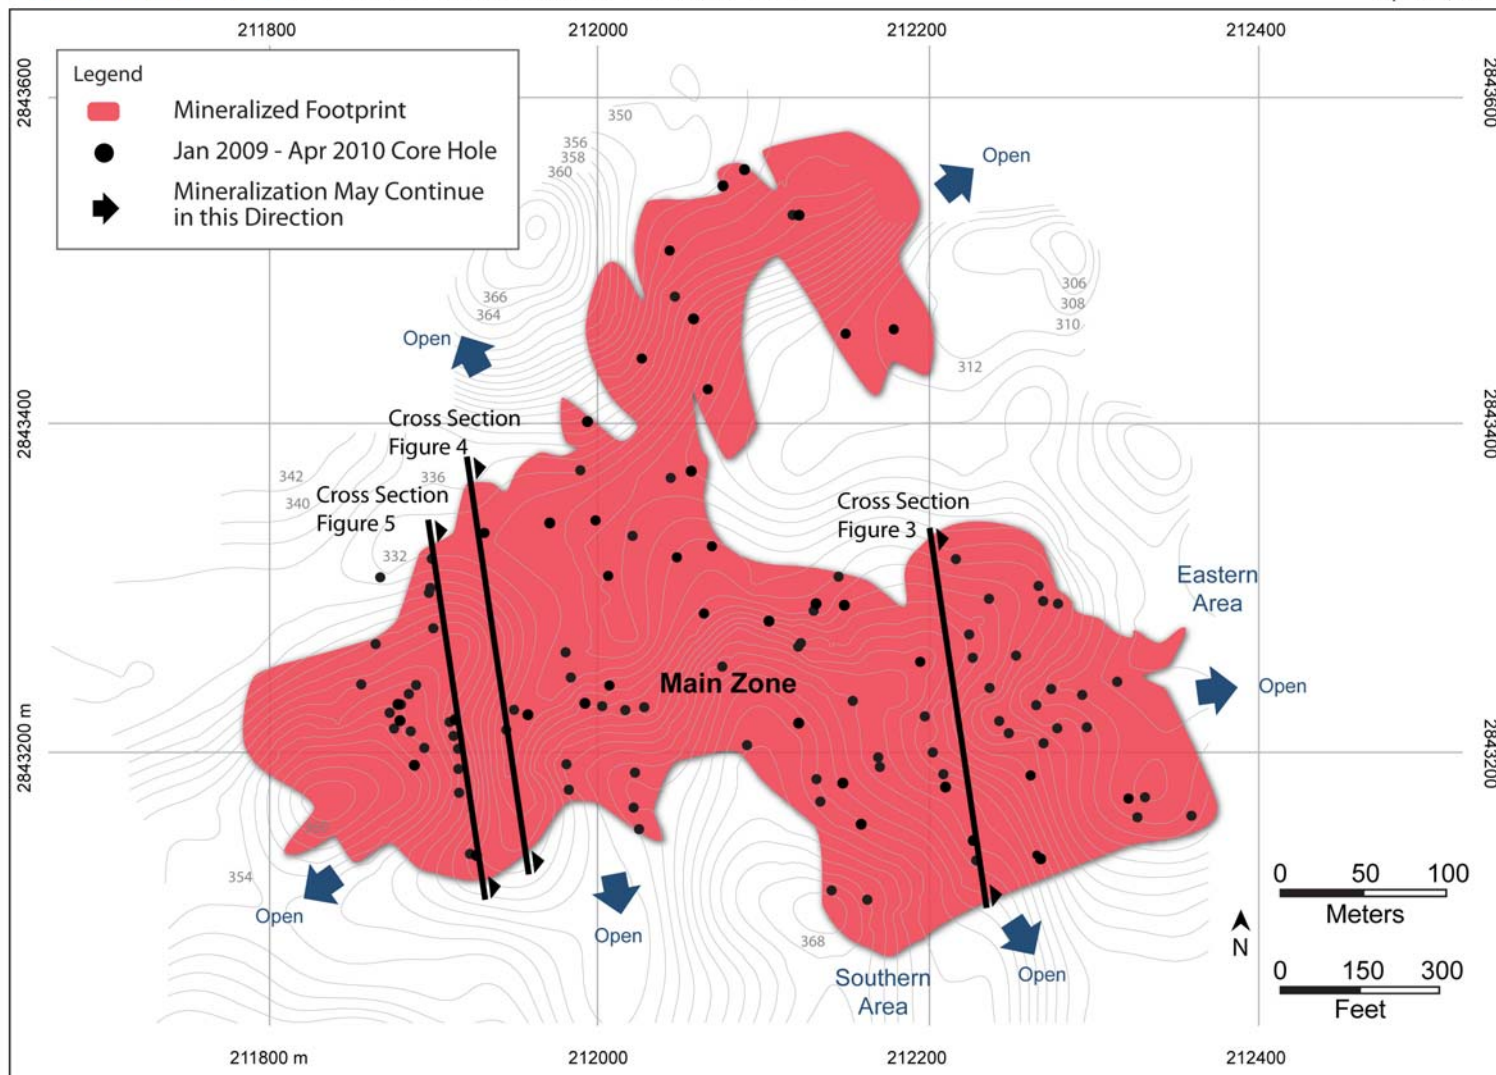 211800
212000
212200
212400
2843600
2843600
Legend
Mineralized Footprint
Jan 2009 - Apr 2010 Core Hole
Mineralization May Continue
in this Direction
350
356
358
360
Open
366
364
306
308
310
Open
312
2843400
2843400
Cross Section
Figure 4
342
340
336
Cross Section
Figure 5
332
Cross Section
Figure 3
Eastern
Area
Main Zone
Open
2843200
2843200
354
Open
Open
368
Southern
Area
Open
0 50 100
Meters
N
0 150 300
Feet
211800 m
212000
212200
212400